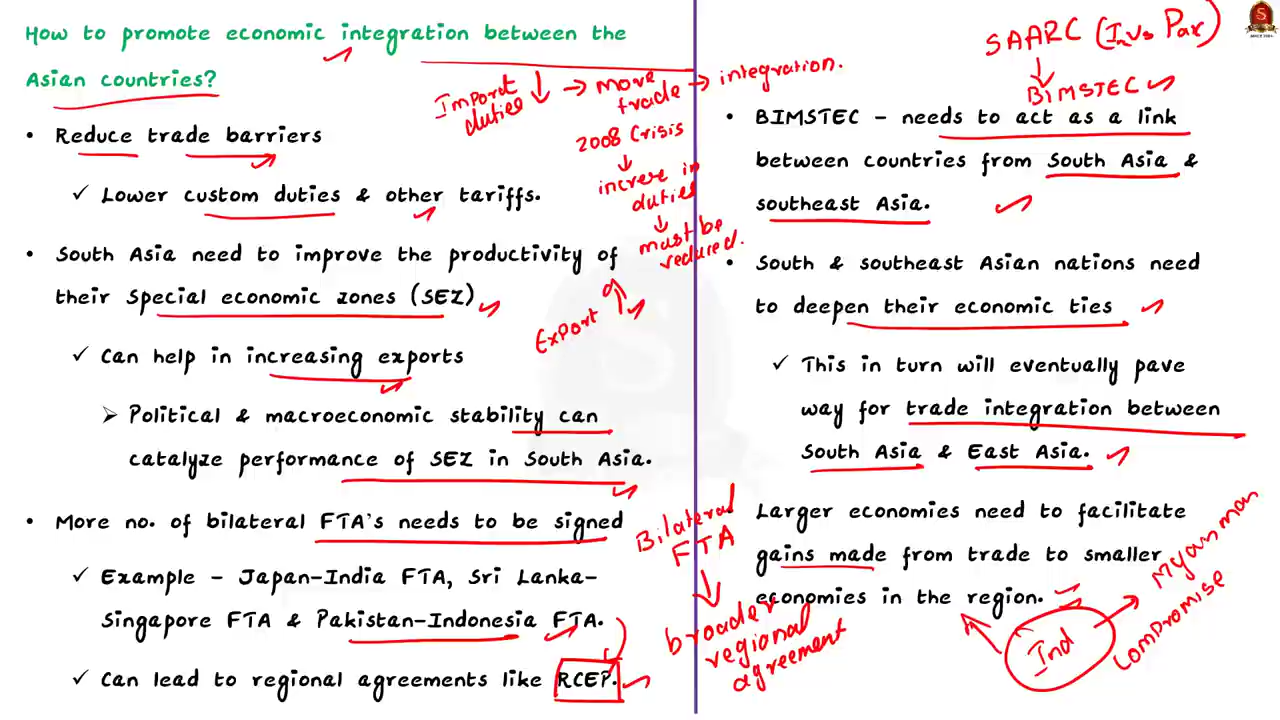 How to promote economic integration between the
Asian countries?
Import duties ↓ → more trade → integration.
2008 Crisis
↓
increse in duties
↓
must be reduced.
• Reduce trade barriers
✓ Lower custom duties & other tariffs.
• South Asia need to improve the productivity of
their Special economic zones (SEZ)
Export
✓ Can help in increasing exports
➢ Political & macroeconomic stability can
catalyze performance of SEZ in South Asia.
• More no. of bilateral FTA's needs to be signed
✓ Example - Japan-India FTA, Sri Lanka-
Singapore FTA & Pakistan-Indonesia FTA.
✓ Can lead to regional agreements like RCEP.
Bilateral
FTA
↓
broader
regional
agreement
SAARC (In vs Pak)
↓
BIMSTEC
• BIMSTEC - needs to act as a link
between countries from South Asia &
southeast Asia.
• South & southeast Asian nations need
to deepen their economic ties
✓ This in turn will eventually pave
way for trade integration between
South Asia & East Asia.
Larger economies need to facilitate
gains made from trade to smaller
economies in the region.
Ind → Myanmar
Compromise